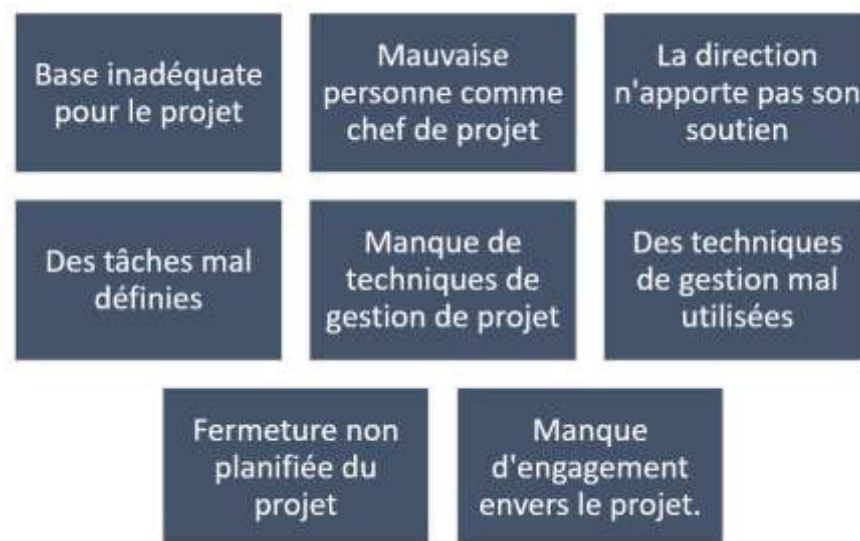 Base inadéquate
pour le projet
Mauvaise
personne comme
chef de projet
La direction
n'apporte pas son
soutien
Des tâches mal
définies
Manque de
techniques de
gestion de projet
Des techniques
de gestion mal
utilisées
Fermeture non
planifiée du
projet
Manque
d'engagement
envers le projet.